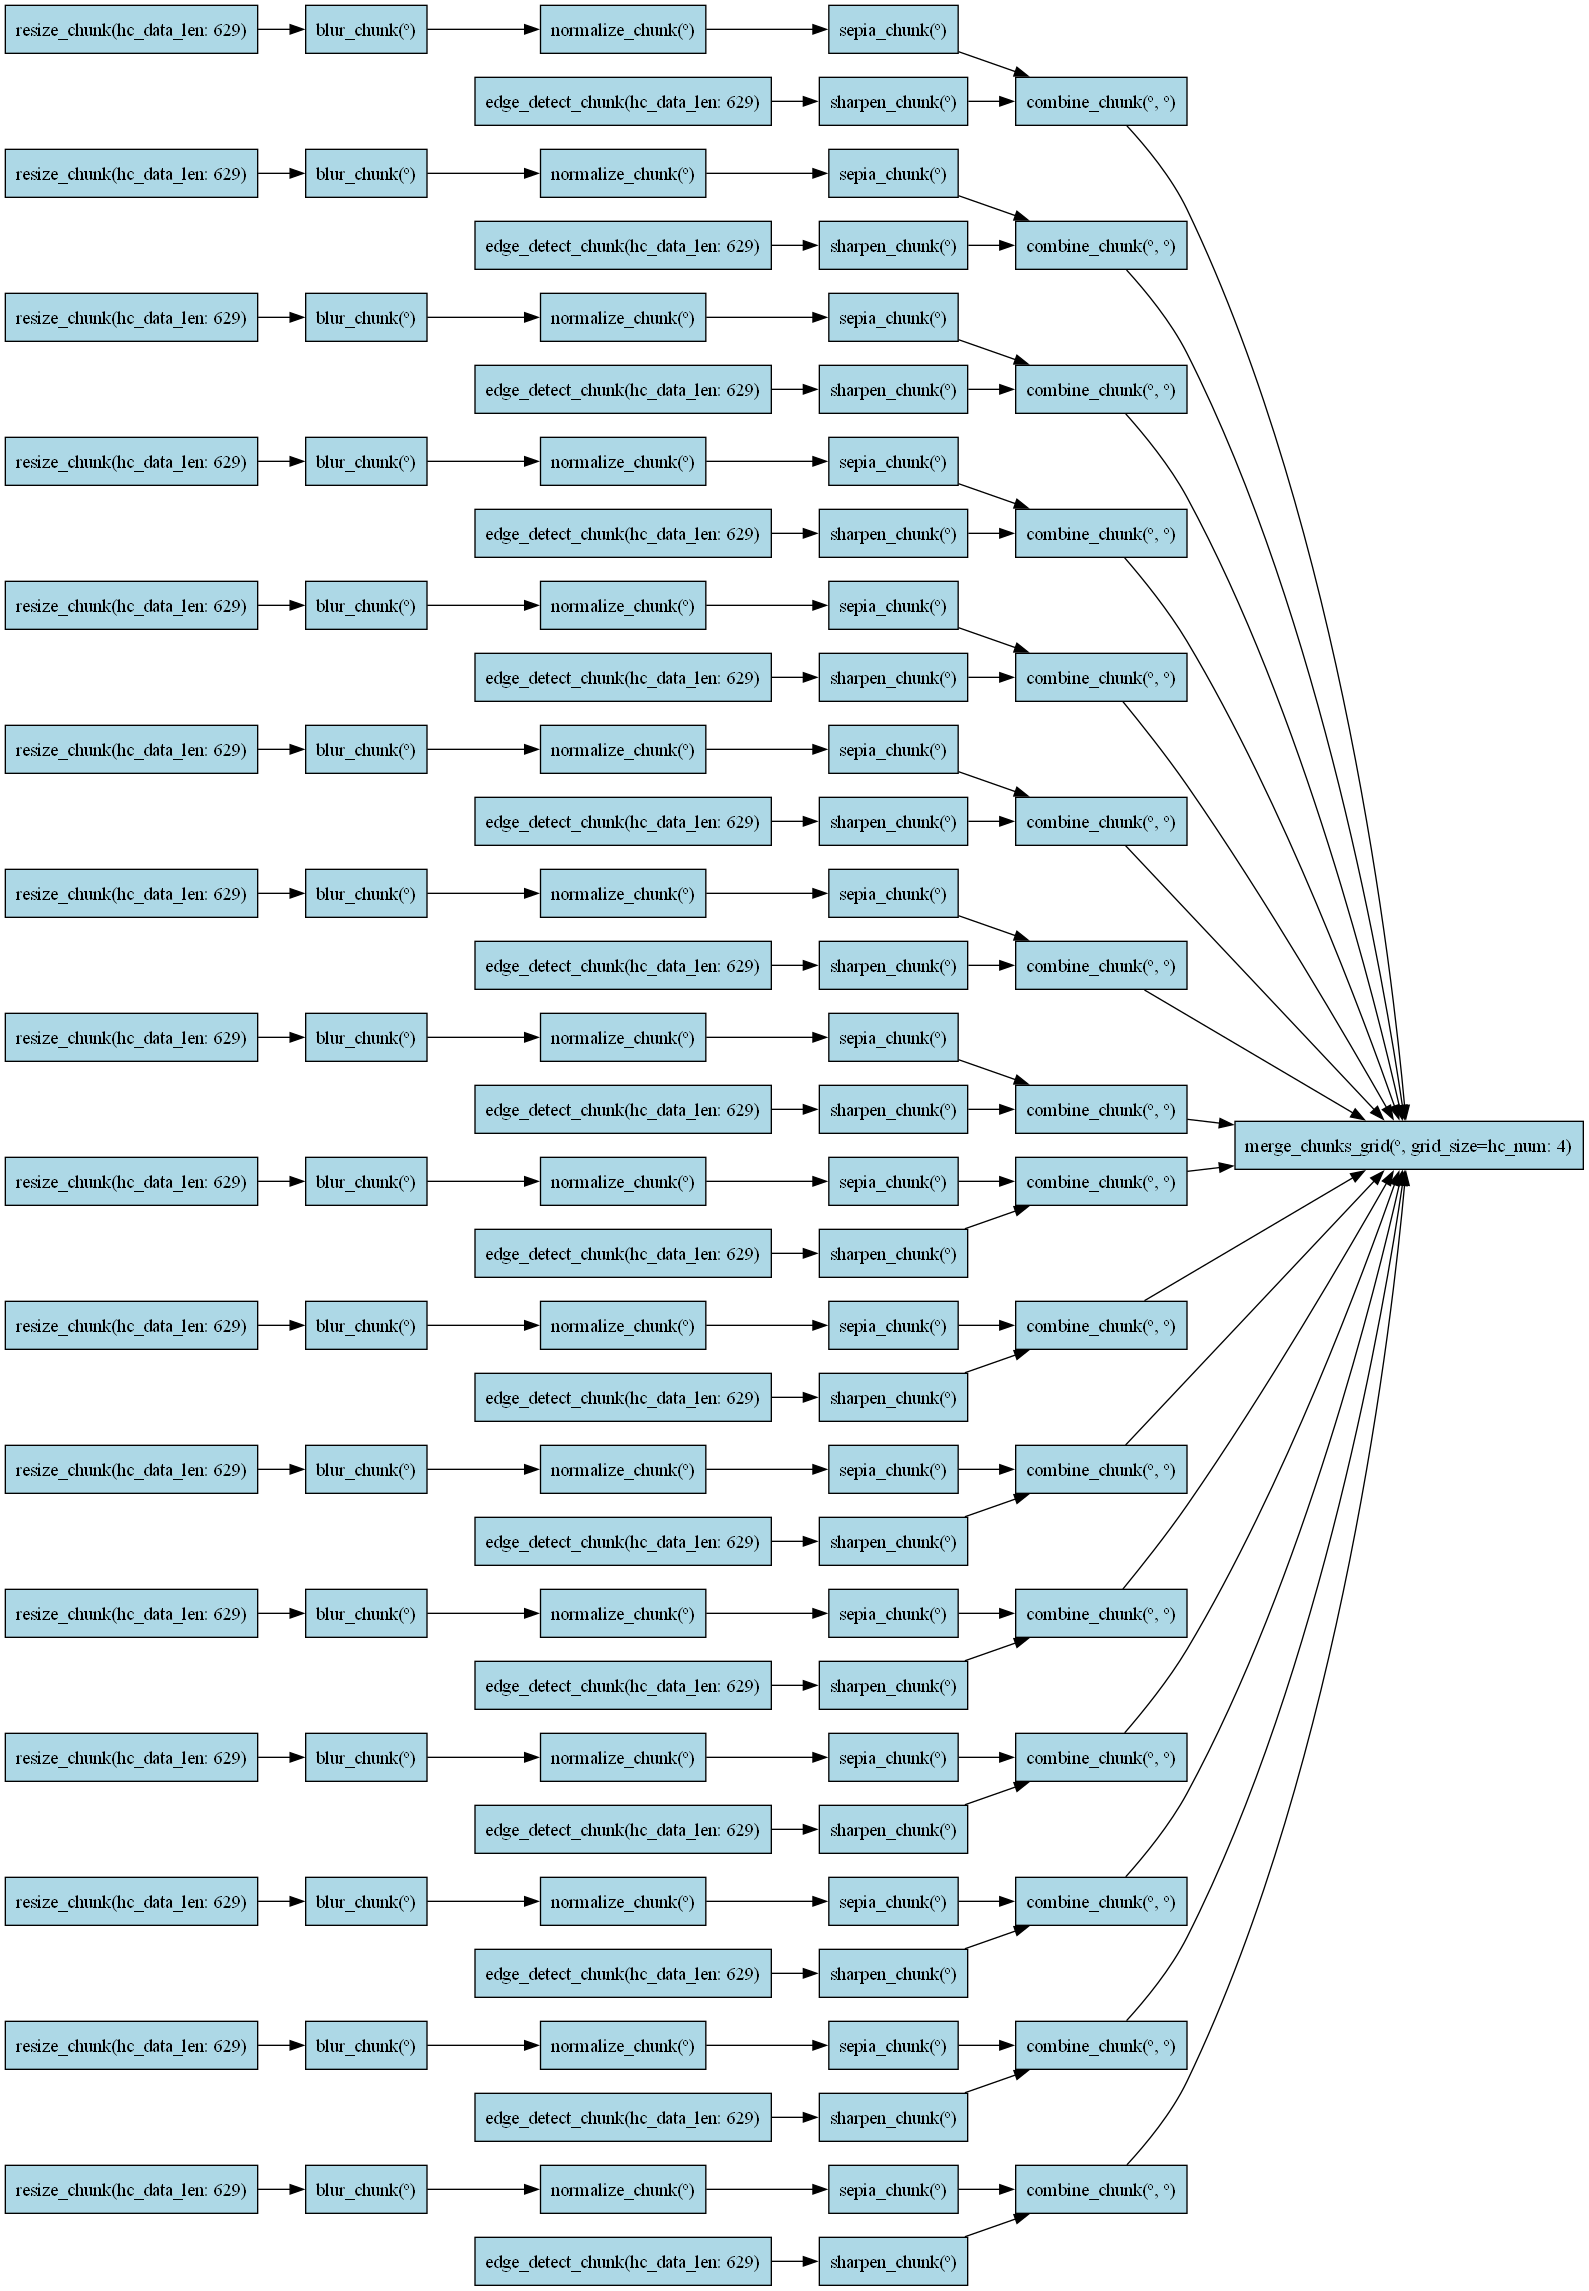 resize_chunk(hc_data_len: 629) blur_chunk(°) normalize_chunk(°) sepia_chunk(°)
edge_detect_chunk(hc_data_len: 629) sharpen_chunk(°) combine_chunk(°, °)
resize_chunk(hc_data_len: 629) blur_chunk(°) normalize_chunk(°) sepia_chunk(°)
edge_detect_chunk(hc_data_len: 629) sharpen_chunk(°) combine_chunk(°, °)
resize_chunk(hc_data_len: 629) blur_chunk(°) normalize_chunk(°) sepia_chunk(°)
edge_detect_chunk(hc_data_len: 629) sharpen_chunk(°) combine_chunk(°, °)
resize_chunk(hc_data_len: 629) blur_chunk(°) normalize_chunk(°) sepia_chunk(°)
edge_detect_chunk(hc_data_len: 629) sharpen_chunk(°) combine_chunk(°, °)
resize_chunk(hc_data_len: 629) blur_chunk(°) normalize_chunk(°) sepia_chunk(°)
edge_detect_chunk(hc_data_len: 629) sharpen_chunk(°) combine_chunk(°, °)
resize_chunk(hc_data_len: 629) blur_chunk(°) normalize_chunk(°) sepia_chunk(°)
edge_detect_chunk(hc_data_len: 629) sharpen_chunk(°) combine_chunk(°, °)
resize_chunk(hc_data_len: 629) blur_chunk(°) normalize_chunk(°) sepia_chunk(°)
edge_detect_chunk(hc_data_len: 629) sharpen_chunk(°) combine_chunk(°, °)
resize_chunk(hc_data_len: 629) blur_chunk(°) normalize_chunk(°) sepia_chunk(°)
edge_detect_chunk(hc_data_len: 629) sharpen_chunk(°) combine_chunk(°, °)
merge_chunks_grid(°, grid_size=hc_num: 4)
resize_chunk(hc_data_len: 629) blur_chunk(°) normalize_chunk(°) sepia_chunk(°) combine_chunk(°, °)
edge_detect_chunk(hc_data_len: 629) sharpen_chunk(°)
resize_chunk(hc_data_len: 629) blur_chunk(°) normalize_chunk(°) sepia_chunk(°) combine_chunk(°, °)
edge_detect_chunk(hc_data_len: 629) sharpen_chunk(°)
resize_chunk(hc_data_len: 629) blur_chunk(°) normalize_chunk(°) sepia_chunk(°) combine_chunk(°, °)
edge_detect_chunk(hc_data_len: 629) sharpen_chunk(°)
resize_chunk(hc_data_len: 629) blur_chunk(°) normalize_chunk(°) sepia_chunk(°) combine_chunk(°, °)
edge_detect_chunk(hc_data_len: 629) sharpen_chunk(°)
resize_chunk(hc_data_len: 629) blur_chunk(°) normalize_chunk(°) sepia_chunk(°) combine_chunk(°, °)
edge_detect_chunk(hc_data_len: 629) sharpen_chunk(°)
resize_chunk(hc_data_len: 629) blur_chunk(°) normalize_chunk(°) sepia_chunk(°) combine_chunk(°, °)
edge_detect_chunk(hc_data_len: 629) sharpen_chunk(°)
resize_chunk(hc_data_len: 629) blur_chunk(°) normalize_chunk(°) sepia_chunk(°) combine_chunk(°, °)
edge_detect_chunk(hc_data_len: 629) sharpen_chunk(°)
resize_chunk(hc_data_len: 629) blur_chunk(°) normalize_chunk(°) sepia_chunk(°) combine_chunk(°, °)
edge_detect_chunk(hc_data_len: 629) sharpen_chunk(°)